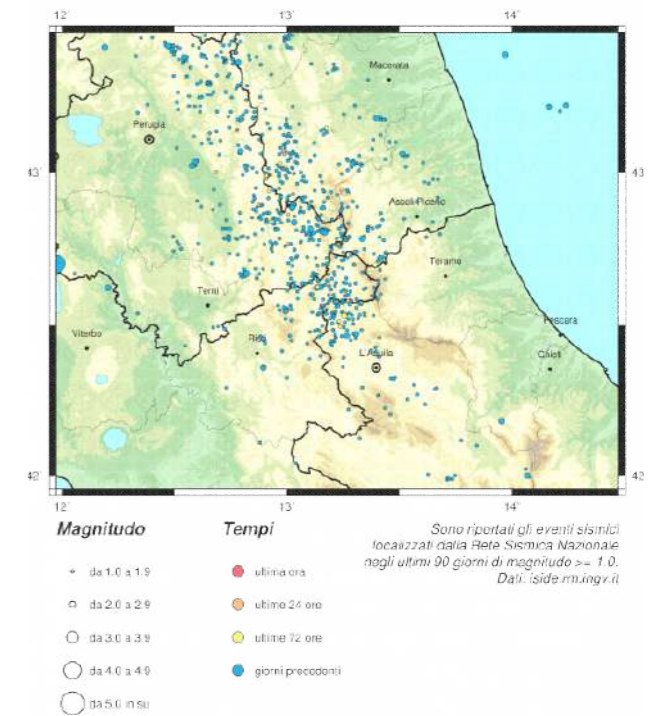 12° 13° 14°
Macerata
Perugia
43° 43°
Ascoli Piceno
Teramo
Terni
Viterbo
Pescara
L'Aquila
Chieti
42° 42°
12° 13° 14°
Magnitudo
da 1.0 a 1.9
da 2.0 a 2.9
da 3.0 a 3.9
da 4.0 a 4.9
da 5.0 in su
Tempi
ultima ora
ultime 24 ore
ultime 72 ore
giorni precedenti
Sono riportati gli eventi sismici
localizzati dalla Rete Sismica Nazionale
negli ultimi 90 giorni di magnitudo >= 1.0.
Dati: iside.rm.ingv.it